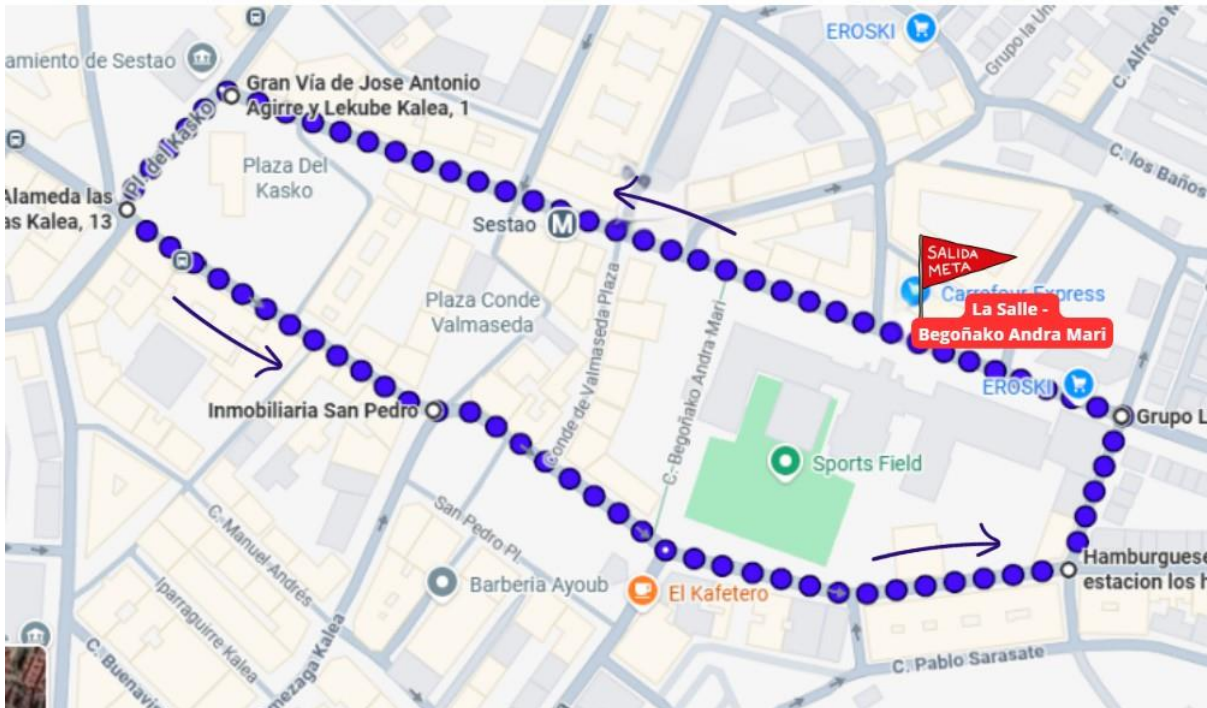 EROSKI
Grupo la Uni
C. Alfredo M
amiento de Sestao
Gran Vía de Jose Antonio
Agirre y Lekube Kalea, 1
Pl. del Kasko
C. los Baños
Plaza Del
Kasko
Alameda las
as Kalea, 13
Sestao
M
SALIDA
META
Carrefour Express
La Salle -
Begoñako Andra Mari
Plaza Conde
Valmaseda
Conde de Valmaseda Plaza
C. Begoñako Andra Mari
EROSKI
Inmobiliaria San Pedro
Grupo L
Sports Field
C. Manuel Andrés
San Pedro Pl.
Barberia Ayoub
El Kafetero
Hamburguese
estacion los h
Iparraguirre Kalea
C. Buenavi
mezaga Kalea
C. Pablo Sarasate